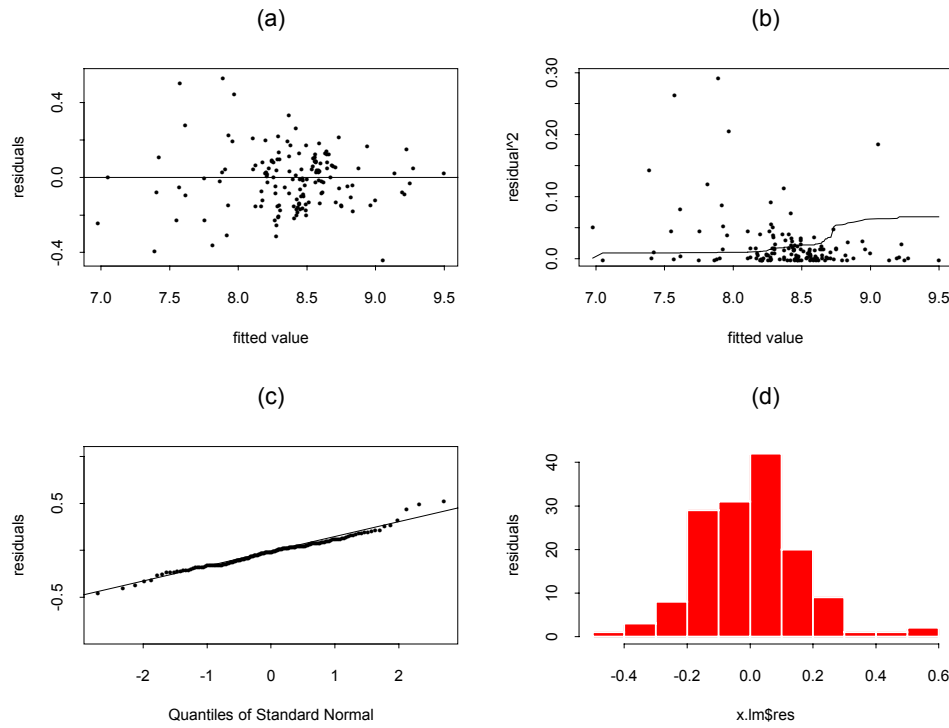 (a)
residuals
0.4
0.0
-0.4
7.0 7.5 8.0 8.5 9.0 9.5
fitted value
(b)
residual^2
0.30
0.20
0.10
0.0
7.0 7.5 8.0 8.5 9.0 9.5
fitted value
(c)
residuals
0.5
-0.5
-2 -1 0 1 2
Quantiles of Standard Normal
(d)
residuals
40
30
20
10
0
-0.4 -0.2 0.0 0.2 0.4 0.6
x.lm$res